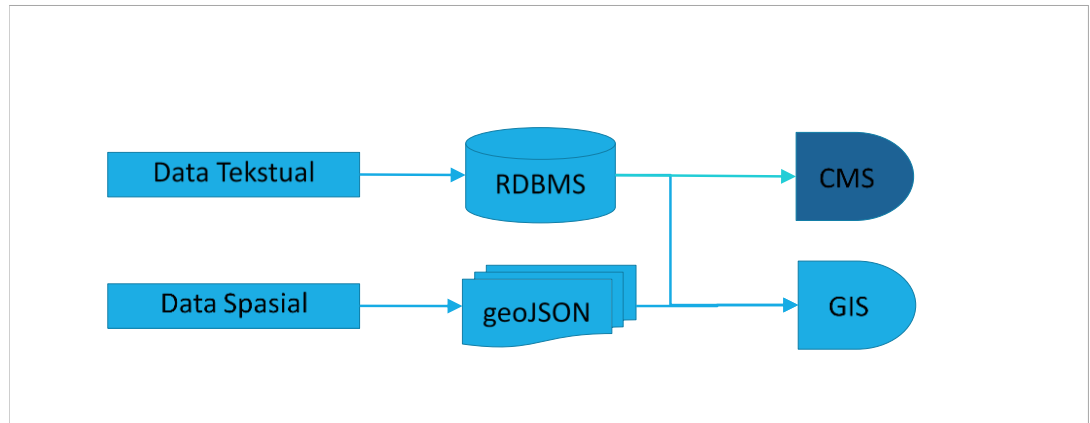 Data Tekstual
RDBMS
CMS
Data Spasial
geoJSON
GIS